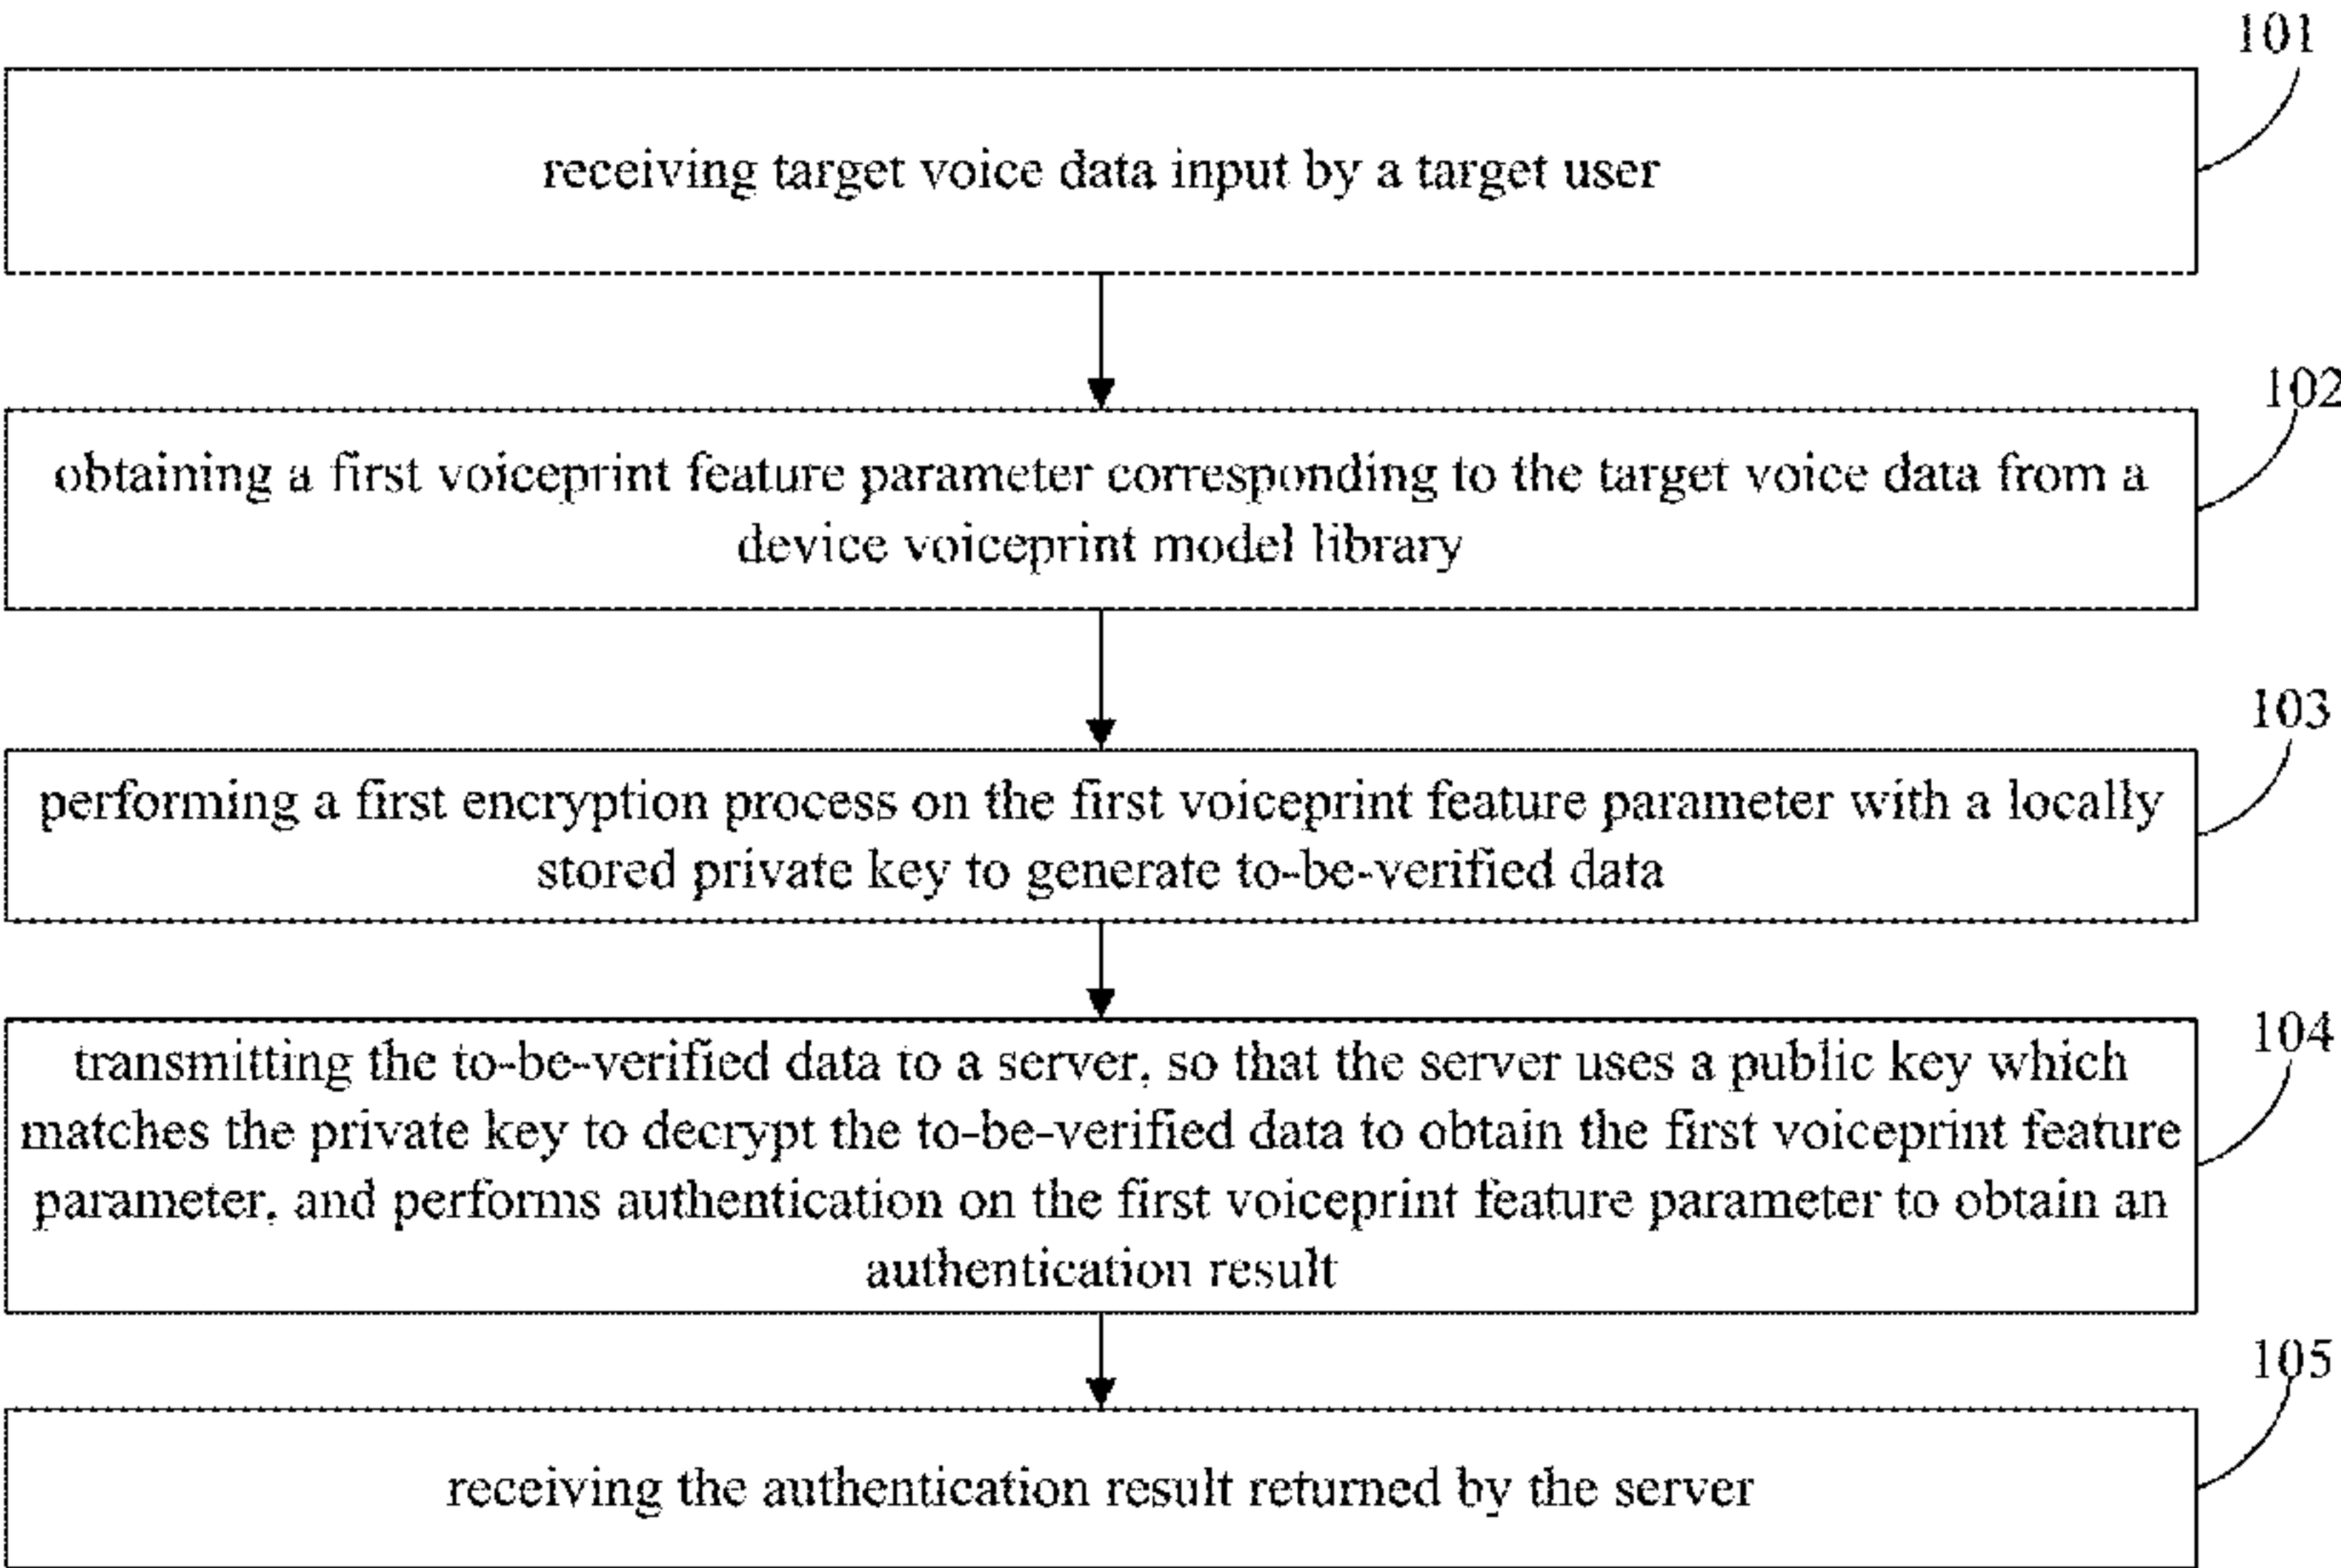 101
receiving target voice data input by a target user
102
obtaining a first voiceprint feature parameter corresponding to the target voice data from a
device voiceprint model library
103
performing a first encryption process on the first voiceprint feature parameter with a locally
stored private key to generate to-be-verified data
104
transmitting the to-be-verified data to a server, so that the server uses a public key which
matches the private key to decrypt the to-be-verified data to obtain the first voiceprint feature
parameter, and performs authentication on the first voiceprint feature parameter to obtain an
authentication result
105
receiving the authentication result returned by the server